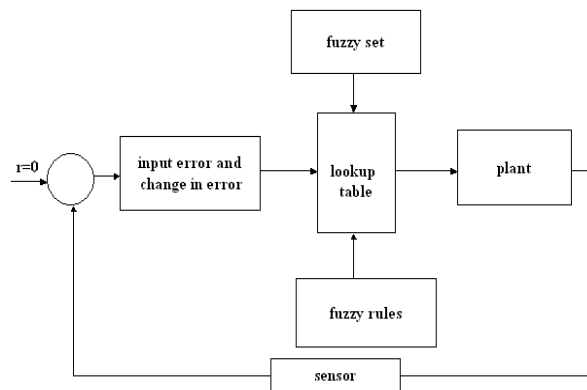 fuzzy set
r=0
input error and
change in error
lookup
table
plant
fuzzy rules
sensor